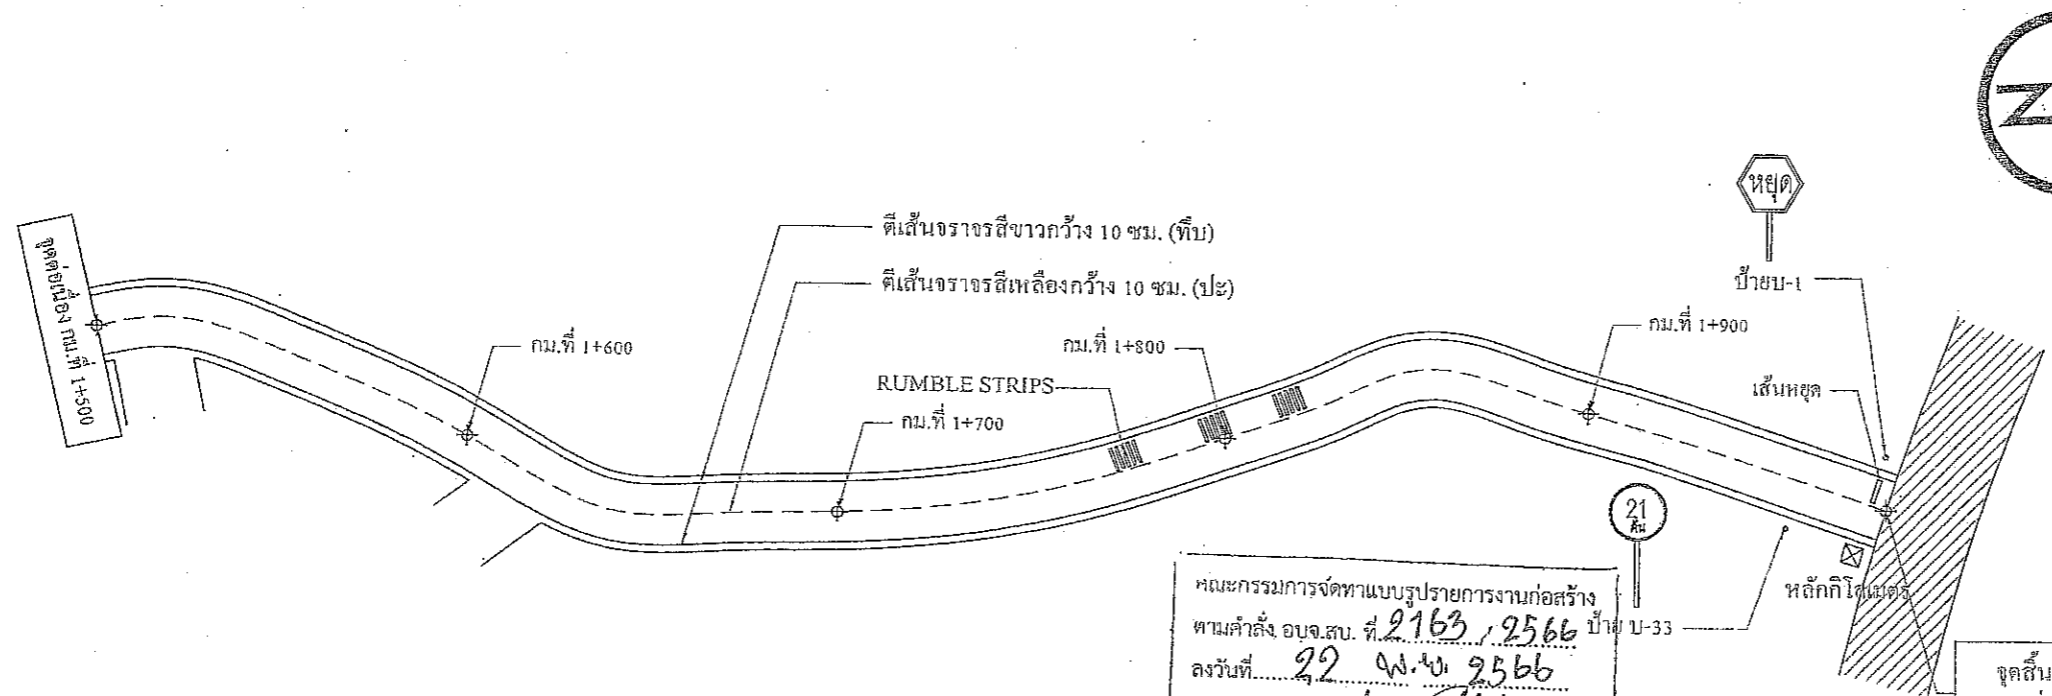 N
หยุด
ป้ายบ-1
ตีเส้นจราจรสีขาวกว้าง 10 ซม. (ทึบ)
ตีเส้นจราจรสีเหลืองกว้าง 10 ซม. (ปะ)
จุดต่อเนื่อง กม.ที่ 1+500
กม.ที่ 1+600
กม.ที่ 1+800
กม.ที่ 1+900
RUMBLE STRIPS
เส้นหยุด
กม.ที่ 1+700
21
ตัน
หลักกิโลเมตร
คณะกรรมการจัดทำแบบรูปรายการงานก่อสร้าง
ตามคำสั่ง อบจ.สบ. ที่ 2163 / 2566
ป้าย บ-33
ลงวันที่ 22 พ.ย. 2566
จุดสิ้น